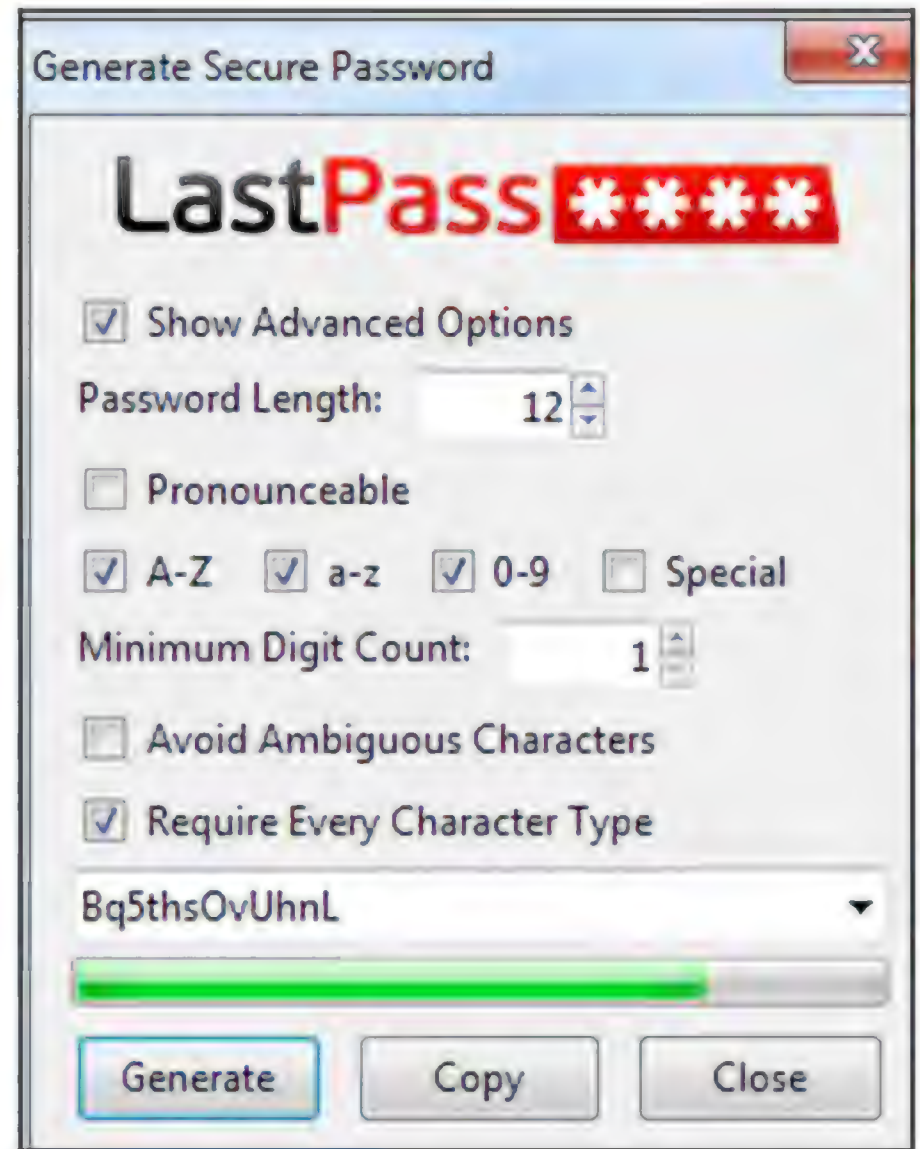 Generate Secure Password
LastPass ****
Show Advanced Options
Password Length: 12
Pronounceable
A-Z a-z 0-9 Special
Minimum Digit Count: 1
Avoid Ambiguous Characters
Require Every Character Type
Bq5thsOvUhnL
Generate Copy Close